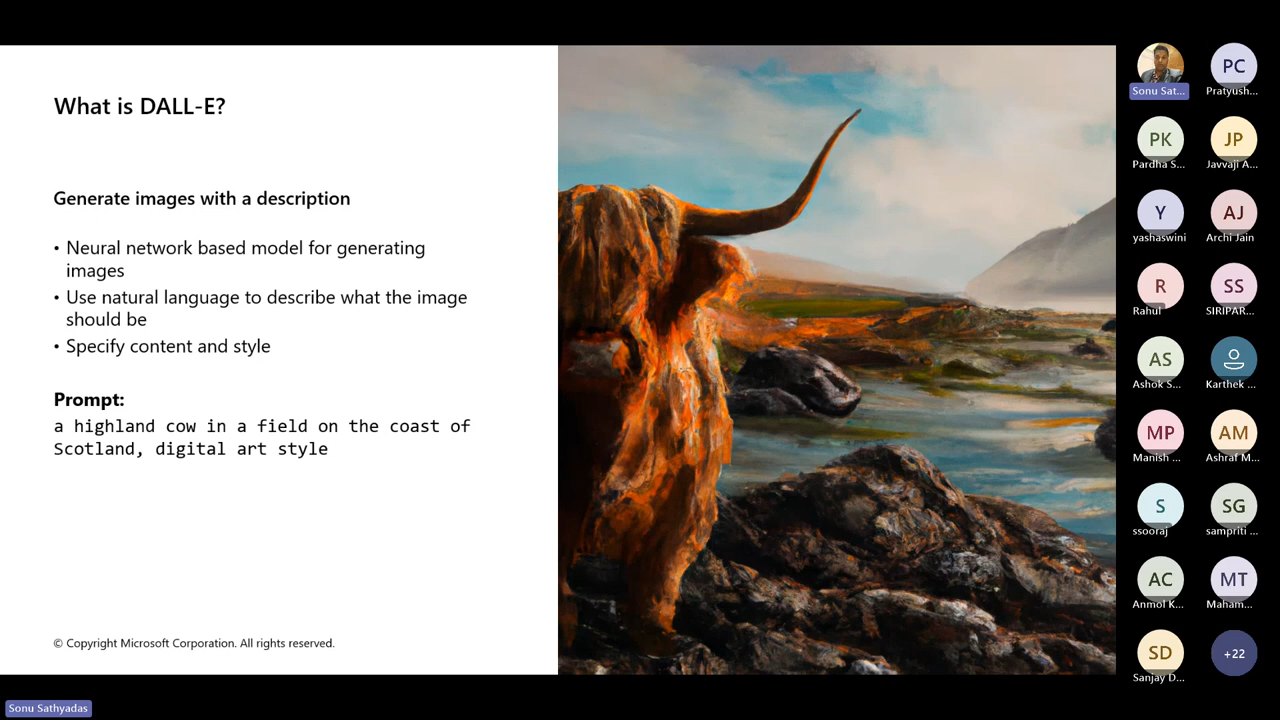 What is DALL-E?
Generate images with a description
• Neural network based model for generating
images
• Use natural language to describe what the image
should be
• Specify content and style
Prompt:
a highland cow in a field on the coast of
Scotland, digital art style
© Copyright Microsoft Corporation. All rights reserved.
Sonu Sat...
PC
Pratyush...
PK
Pardha S...
JP
Javvaji A...
Y
yashaswini
AJ
Archi Jain
R
Rahul
SS
SIRIPAR...
AS
Ashok S...
Karthek ...
MP
Manish ...
AM
Ashraf M...
S
ssooraj
SG
sampriti ...
AC
Anmol K...
MT
Maham...
SD
Sanjay D...
+22
Sonu Sathyadas